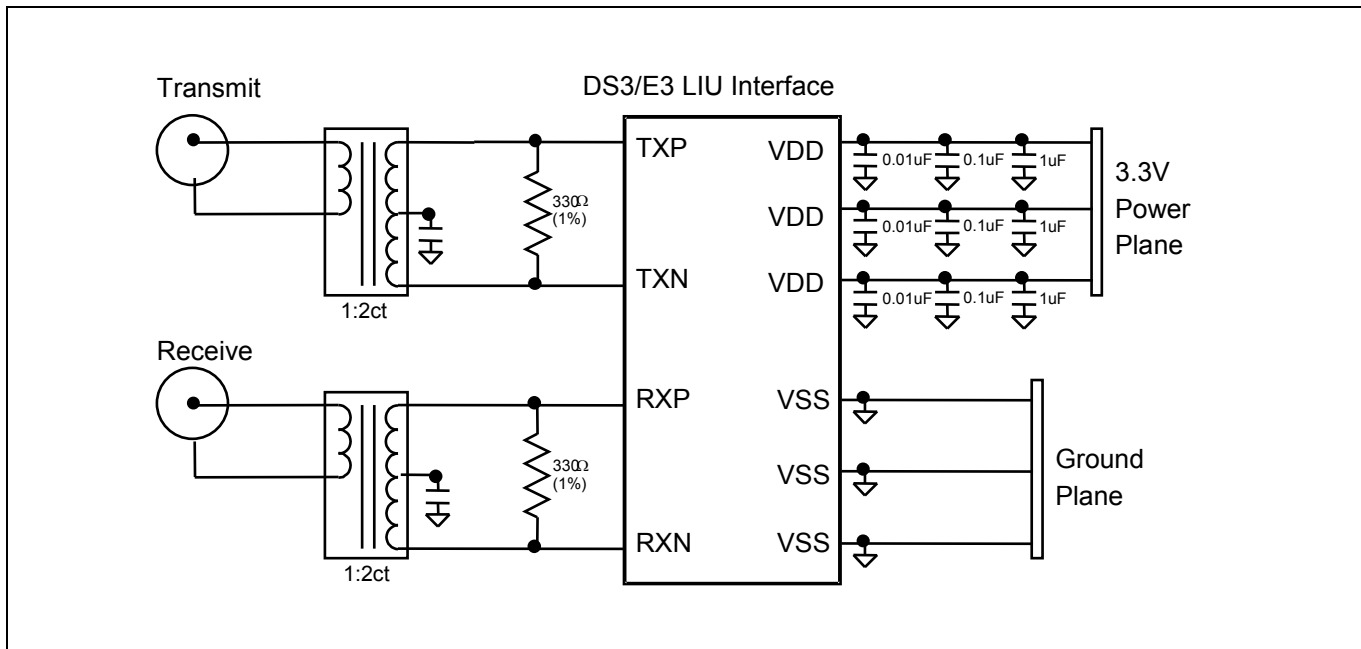 Transmit
DS3/E3 LIU Interface
TXP
VDD
0.01uF
0.1uF
1uF
3.3V
Power
Plane
330Ω
(1%)
VDD
0.01uF
0.1uF
1uF
TXN
VDD
0.01uF
0.1uF
1uF
1:2ct
Receive
RXP
VSS
330Ω
(1%)
VSS
Ground
Plane
RXN
VSS
1:2ct